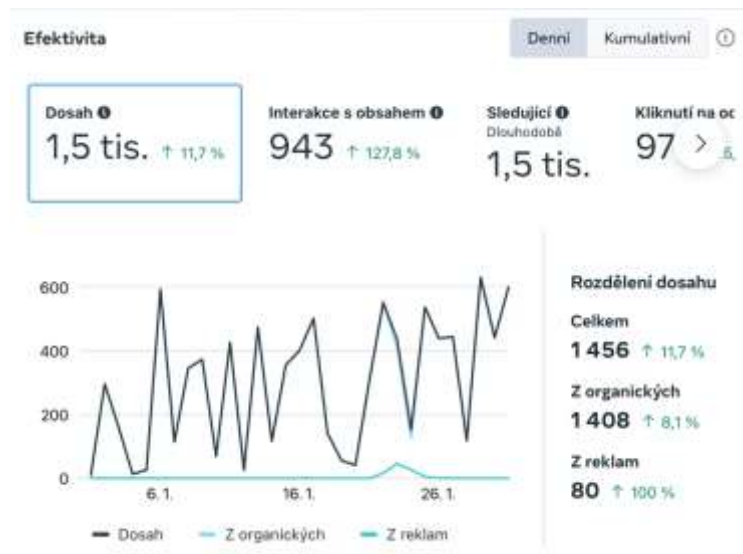 Efektivita
Denní Kumulativní
Dosah
1,5 tis. ↑ 11,7 %
Interakce s obsahem
943 ↑ 127,8 %
Sledující
Dlouhodobě
1,5 tis.
Kliknutí na oc
97
600
400
200
0
6. 1. 16. 1. 26. 1.
Dosah Z organických Z reklam
Rozdělení dosahu
Celkem
1 456 ↑ 11,7 %
Z organických
1 408 ↑ 8,1 %
Z reklam
80 ↑ 100 %